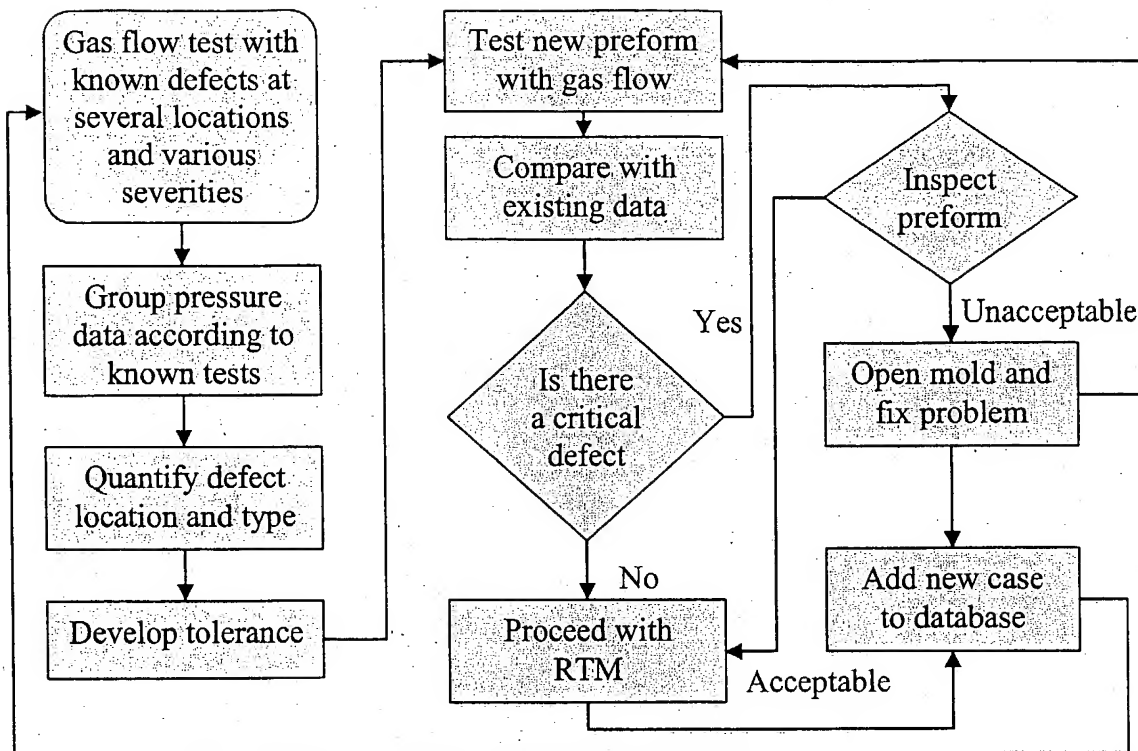 Gas flow test with
known defects at
several locations
and various
severities
Group pressure
data according to
known tests
Quantify defect
location and type
Develop tolerance
Test new preform
with gas flow
Compare with
existing data
Is there
a critical
defect
Yes
No
Proceed with
RTM
Inspect
preform
Acceptable
Unacceptable
Open mold and
fix problem
Add new case
to database